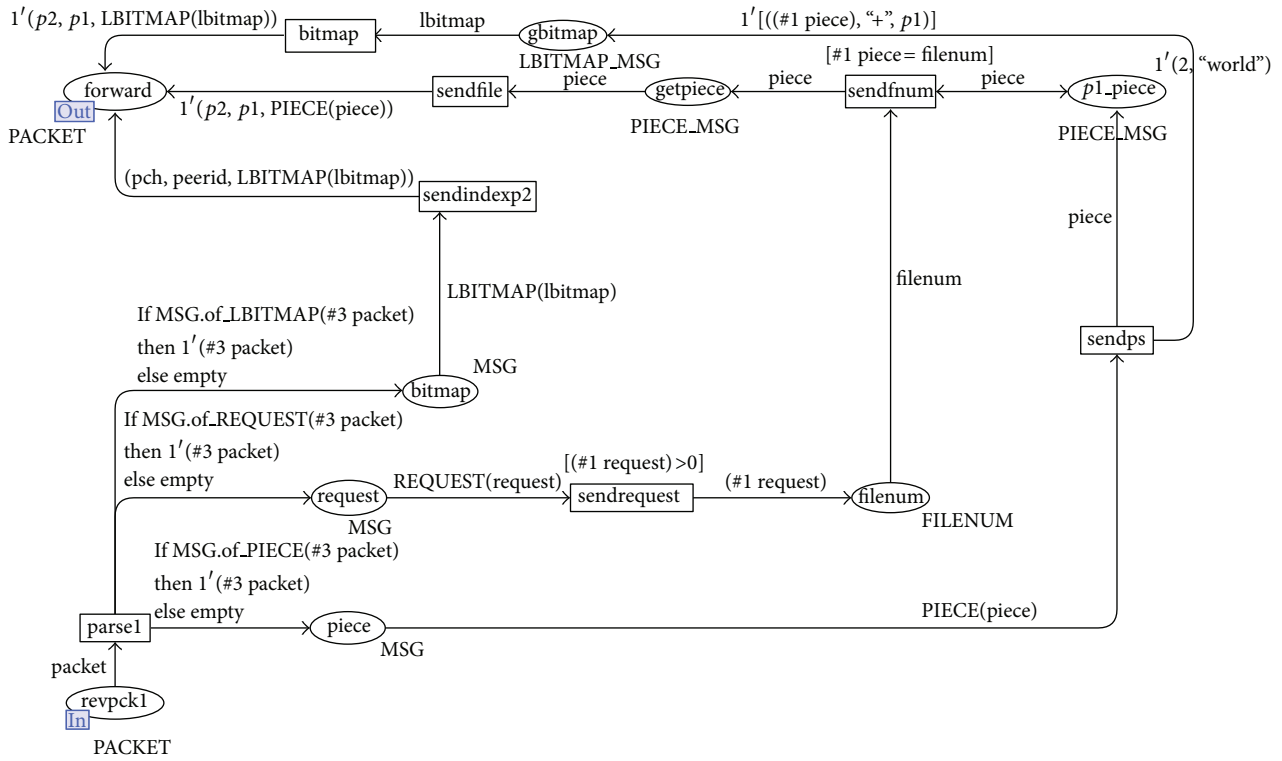 1′(p2, p1, LBITMAP(lbitmap))
bitmap
lbitmap
gbitmap
LBITMAP_MSG
1′[((#1 piece), “+”, p1)]
[#1 piece = filenum]
1′(2, “world”)
forward
Out
PACKET
1′(p2, p1, PIECE(piece))
sendfile
piece
getpiece
PIECE_MSG
piece
sendfnum
piece
p1_piece
PIECE_MSG
(pch, peerid, LBITMAP(lbitmap))
sendindexp2
piece
LBITMAP(lbitmap)
filenum
If MSG.of_LBITMAP(#3 packet)
then 1′(#3 packet)
else empty
sendps
MSG
bitmap
If MSG.of_REQUEST(#3 packet)
then 1′(#3 packet)
else empty
request
MSG
REQUEST(request)
[(#1 request) >0]
sendrequest
(#1 request)
filenum
FILENUM
If MSG.of_PIECE(#3 packet)
then 1′(#3 packet)
else empty
parse1
piece
MSG
PIECE(piece)
packet
revpck1
In
PACKET